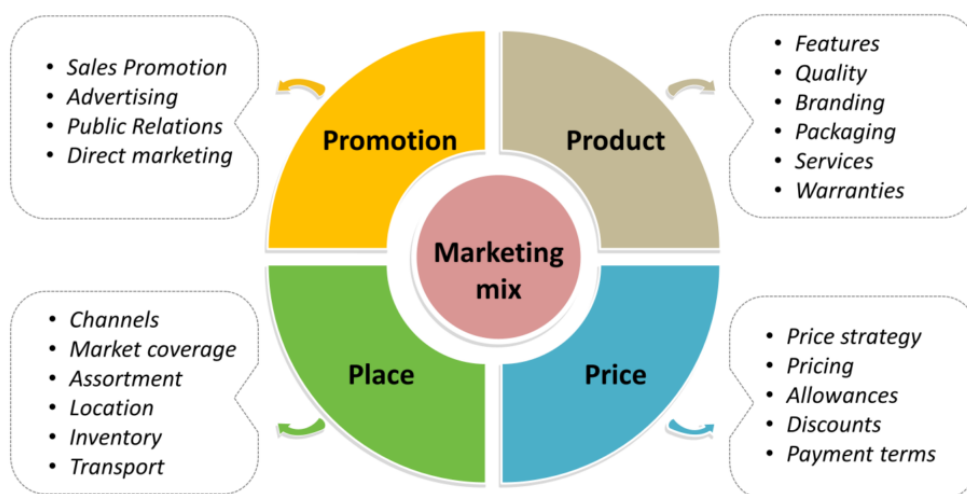 • Sales Promotion
• Advertising
• Public Relations
• Direct marketing
Promotion
Product
• Features
• Quality
• Branding
• Packaging
• Services
• Warranties
Marketing
mix
• Channels
• Market coverage
• Assortment
• Location
• Inventory
• Transport
Place
Price
• Price strategy
• Pricing
• Allowances
• Discounts
• Payment terms